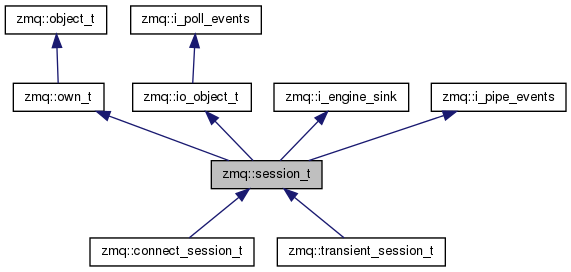 zmq::object_t
zmq::i_poll_events
zmq::own_t
zmq::io_object_t
zmq::i_engine_sink
zmq::i_pipe_events
zmq::session_t
zmq::connect_session_t
zmq::transient_session_t